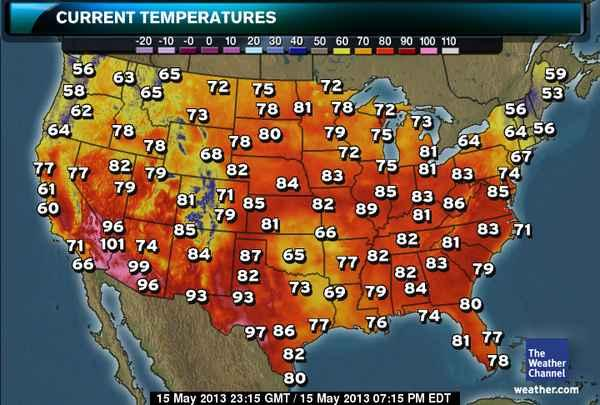 CURRENT TEMPERATURES
-20 -10 0 10 20 30 40 50 60 70 80 90 100 110
56 63 65 72 75 72 59
58 65 78 81 78 72 53
62 73 73 56
64 78 78 80 79 75 64 64 56
78 68 72 81 67
77 77 82 79 82 84 83 75 81 83 74
61 79 81 71 85 82 89 85 83 86 85
60 79 81
96 85 66 82 81 83 71
71 101 74 84 87 65 77 82 83 79
66 99 82 82
96 93 93 73 69 79 84 80
97 86 77 76 74 81 77
82 78
80
The Weather Channel
weather.com
15 May 2013 23:15 GMT / 15 May 2013 07:15 PM EDT